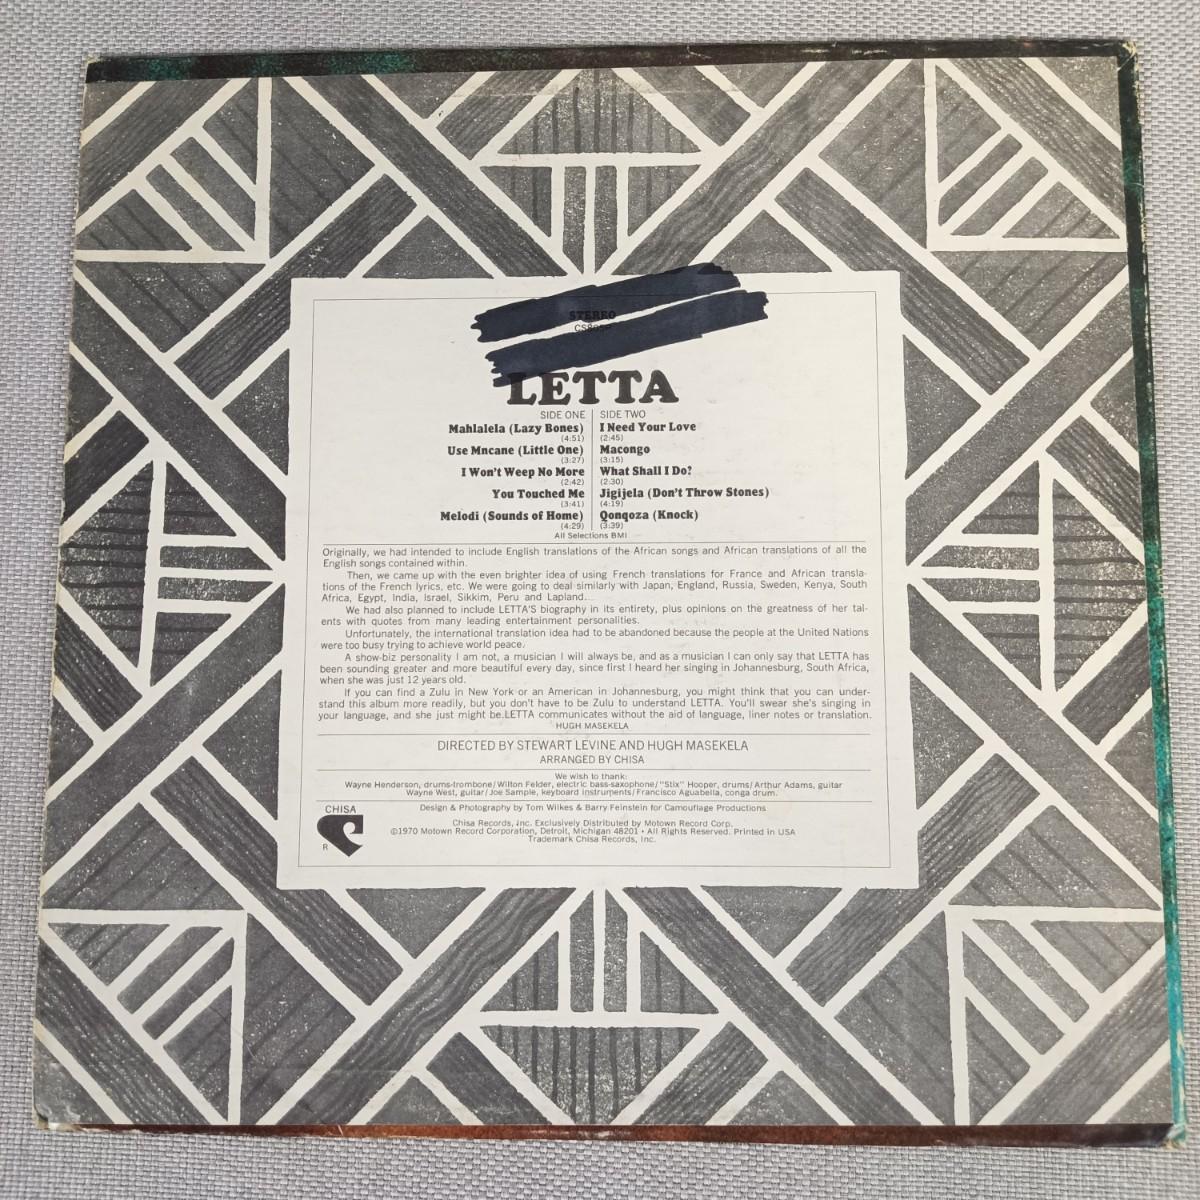 STEREO
LETTA
SIDE ONE
Mahlalela (Lazy Bones)
(4:51)
Use Mncane (Little One)
(3:27)
I Won't Weep No More
(2:42)
You Touched Me
(3:41)
Melodi (Sounds of Home)
(4:29)
SIDE TWO
I Need Your Love
(2:45)
Macongo
(3:15)
What Shall I Do?
(2:30)
Jigijela (Don't Throw Stones)
(4:19)
Qonqoza (Knock)
(3:39)
All Selections BMI
Originally, we had intended to include English translations of the African songs and African translations of all the
English songs contained within.
Then, we came up with the even brighter idea of using French translations for France and African transla-
tions of the French lyrics, etc. We were going to deal similarly with Japan, England, Russia, Sweden, Kenya, South
Africa, Egypt, India, Israel, Sikkim, Peru and Lapland...
We had also planned to include LETTA'S biography in its entirety, plus opinions on the greatness of her tal-
ents with quotes from many leading entertainment personalities.
Unfortunately, the international translation idea had to be abandoned because the people at the United Nations
were too busy trying to achieve world peace.
A show-biz personality I am not, a musician I will always be, and as a musician I can only say that LETTA has
been sounding greater and more beautiful every day, since first I heard her singing in Johannesburg, South Africa,
when she was just 12 years old.
If you can find a Zulu in New York or an American in Johannesburg, you might think that you can under-
stand this album more readily, but you don't have to be Zulu to understand LETTA. You'll swear she's singing in
your language, and she just might be.LETTA communicates without the aid of language, liner notes or translation.
HUGH MASEKELA
DIRECTED BY STEWART LEVINE AND HUGH MASEKELA
ARRANGED BY CHISA
We wish to thank:
Wayne Henderson, drums-trombone/Wilton Felder, electric bass-saxophone/"Stix" Hooper, drums/Arthur Adams, guitar
Wayne West, guitar/Joe Sample, keyboard instruments/Francisco Aguabella, conga drum.
CHISA
R
Design & Photography by Tom Wilkes & Barry Feinstein for Camouflage Productions
Chisa Records, Inc. Exclusively Distributed by Motown Record Corp.
©1970 Motown Record Corporation, Detroit, Michigan 48201 • All Rights Reserved. Printed in USA
Trademark Chisa Records, Inc.